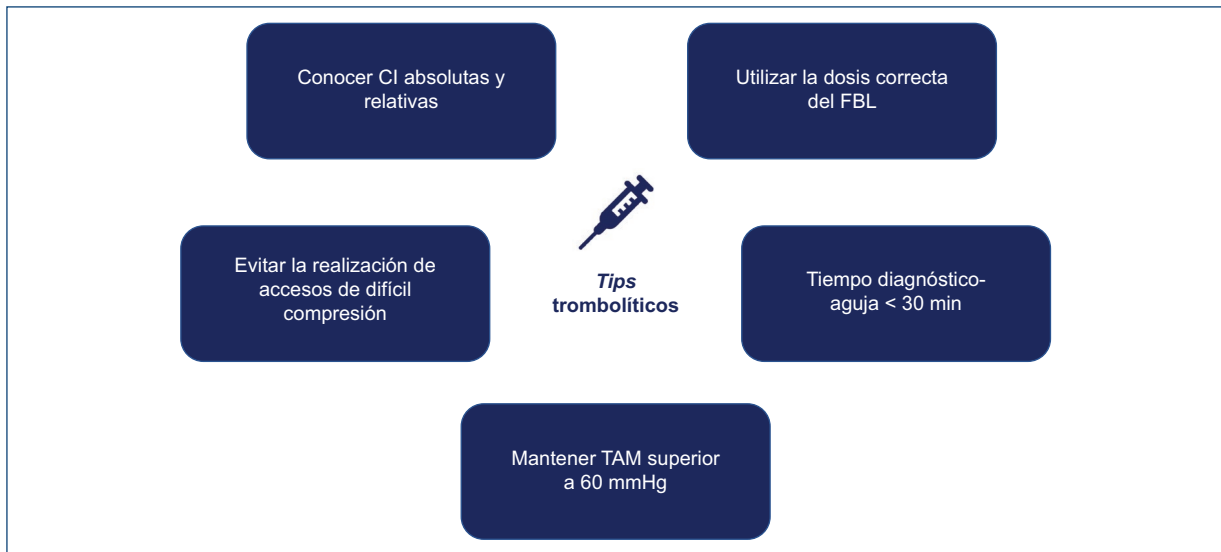 Conocer CI absolutas y
relativas
Utilizar la dosis correcta
del FBL
Evitar la realización de
accesos de difícil
compresión
Tips
trombolíticos
Tiempo diagnóstico-
aguja < 30 min
Mantener TAM superior
a 60 mmHg